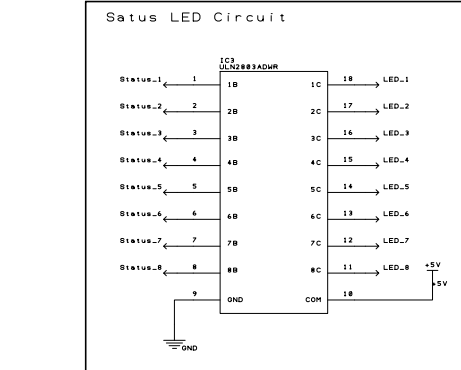 Satus LED Circuit
IC3
ULN2803ADWR
Status_1 1 1B 1C 18 LED_1
Status_2 2 2B 2C 17 LED_2
Status_3 3 3B 3C 16 LED_3
Status_4 4 4B 4C 15 LED_4
Status_5 5 5B 5C 14 LED_5
Status_6 6 6B 6C 13 LED_6
Status_7 7 7B 7C 12 LED_7
Status_8 8 8B 8C 11 LED_8
+5V
+5V
9 GND COM 10
GND